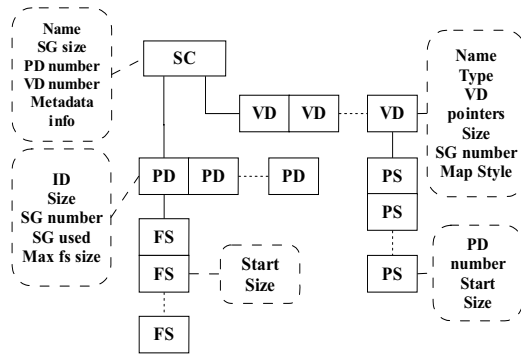 Name
SG size
PD number
VD number
Metadata
info
SC
Name
Type
VD
pointers
Size
SG number
Map Style
VD VD VD
ID
Size
SG number
SG used
Max fs size
PD PD PD
PS
PS
PS
FS
FS
FS
Start
Size
PD
number
Start
Size